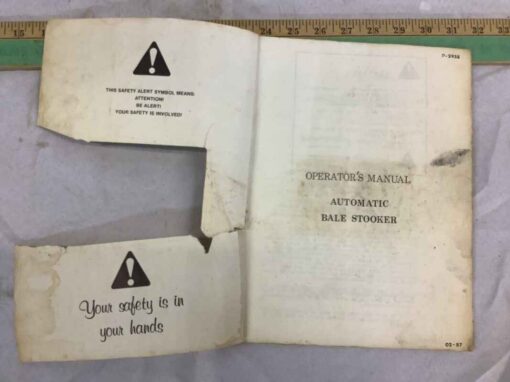 THIS SAFETY ALERT SYMBOL MEANS:
ATTENTION!
BE ALERT!
YOUR SAFETY IS INVOLVED!
Your safety is in
your hands
OPERATOR'S MANUAL
AUTOMATIC
BALE STOOKER